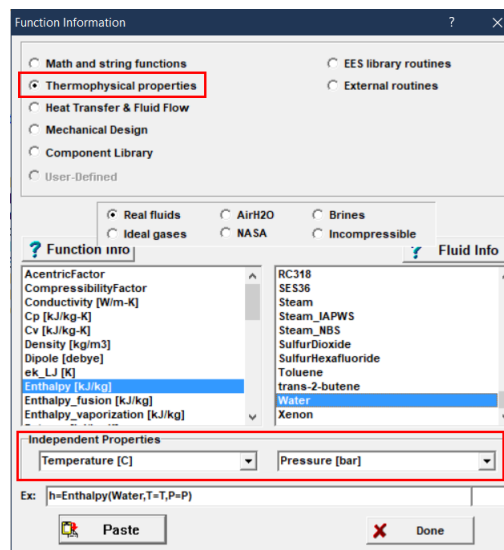 Function Information ? X
Math and string functions
Thermophysical properties
Heat Transfer & Fluid Flow
Mechanical Design
Component Library
User-Defined
EES library routines
External routines
Real fluids AirH2O Brines
Ideal gases NASA Incompressible
? Function Info ? Fluid Info
AcentricFactor
CompressibilityFactor
Conductivity [W/m-K]
Cp [kJ/kg-K]
Cv [kJ/kg-K]
Density [kg/m3]
Dipole [debye]
ek_LJ [K]
Enthalpy [kJ/kg]
Enthalpy_fusion [kJ/kg]
Enthalpy_vaporization [kJ/kg]
RC318
SES36
Steam
Steam_IAPWS
Steam_NBS
SulfurDioxide
SulfurHexafluoride
Toluene
trans-2-butene
Water
Xenon
Independent Properties
Temperature [C] Pressure [bar]
Ex: h=Enthalpy(Water,T=T,P=P)
Paste X Done